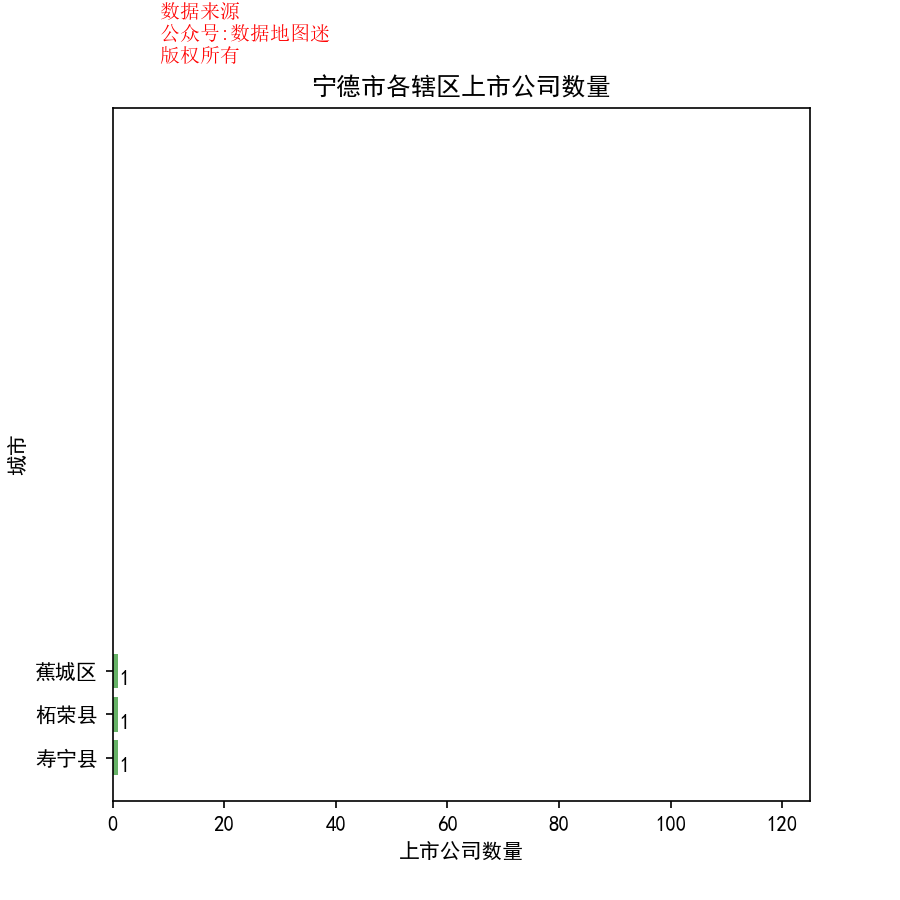 数据来源
公众号:数据地图迷
版权所有
宁德市各辖区上市公司数量
城市
蕉城区 1
柘荣县 1
寿宁县 1
0 20 40 60 80 100 120
上市公司数量